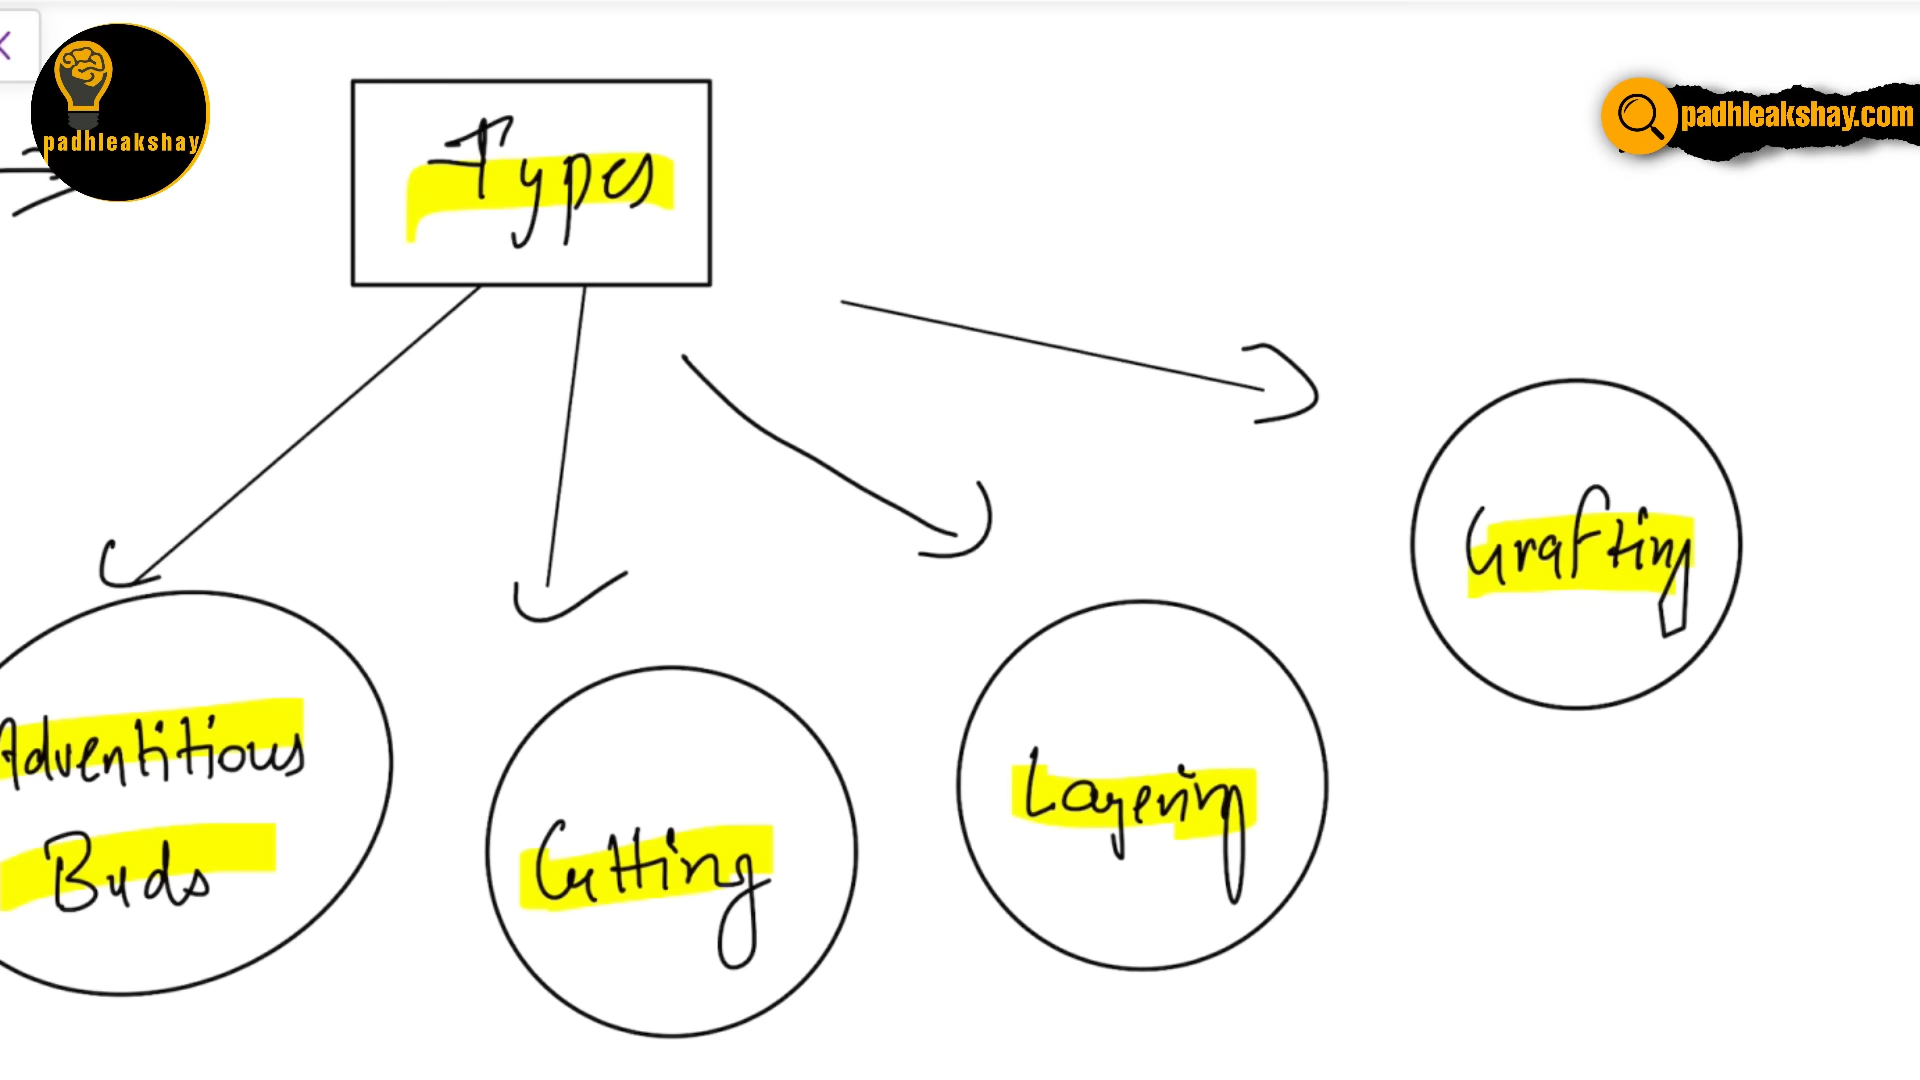 padhleakshay
padhleakshay.com
Types
Grafting
Adventitious
Buds
Cutting
Layering